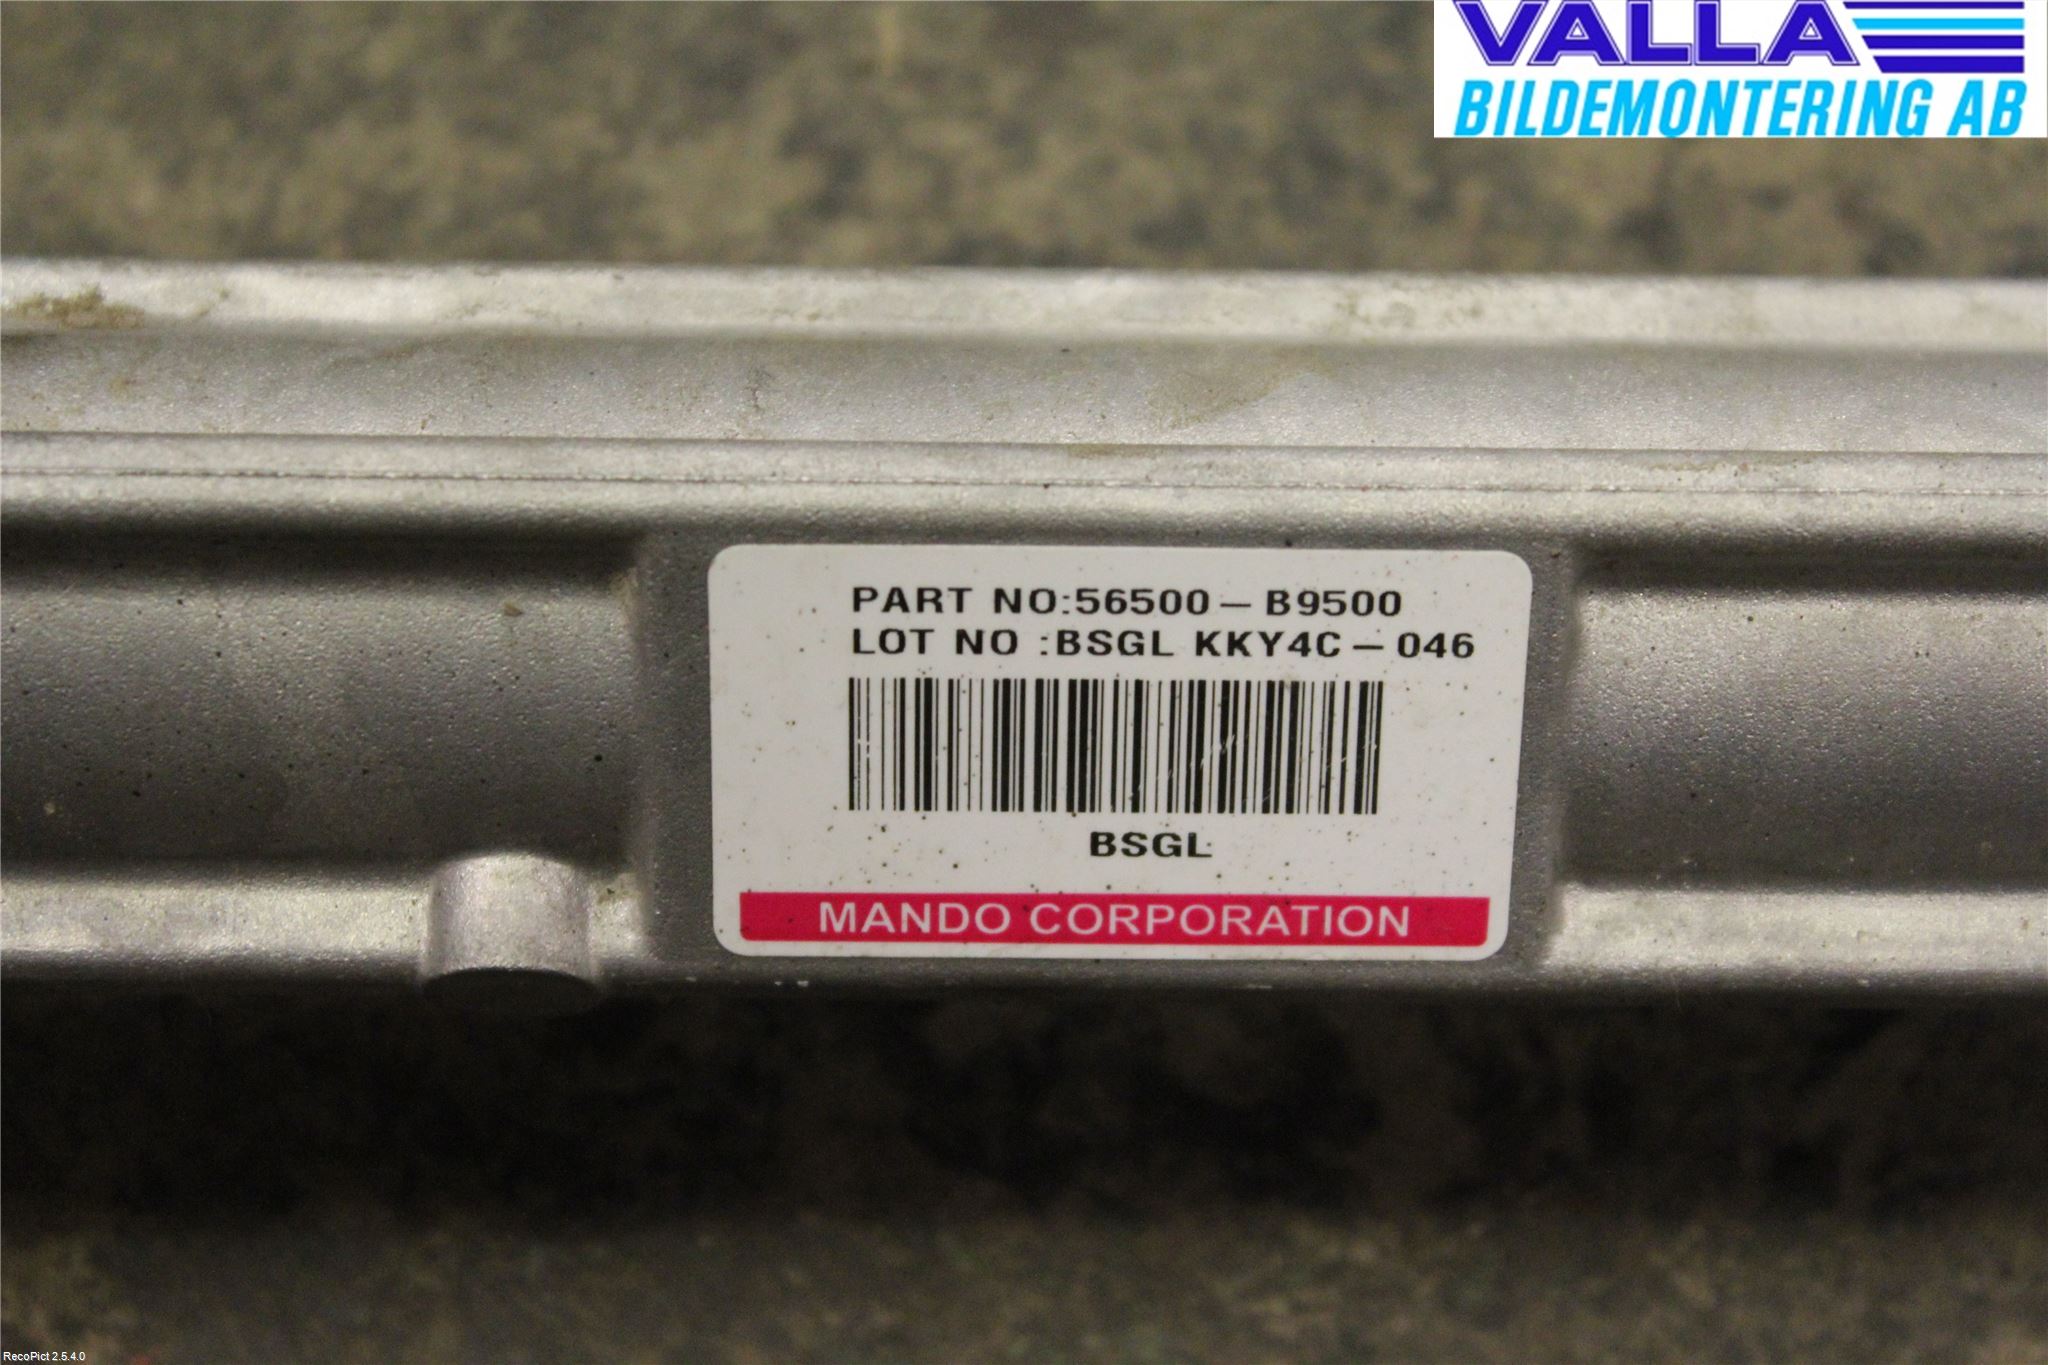 VALLA
BILDEMONTERING AB
PART NO:56500-B9500
LOT NO :BSGL KKY4C-046
BSGL
MANDO CORPORATION
RecoPict 2.5.4.0